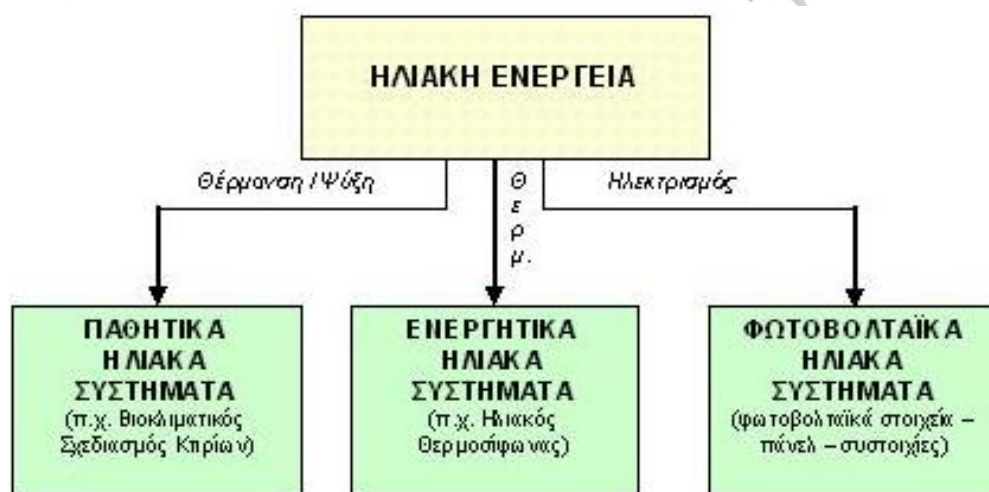 ΗΛΙΑΚΗ ΕΝΕΡΓΕΙΑ
Θέρμανση /Ψύξη
Θερμ.
Ηλεκτρισμός
ΠΑΘΗΤΙΚΑ
ΗΛΙΑΚΑ
ΣΥΣΤΗΜΑΤΑ
(π.χ. Βιοκλιματικός
Σχεδιασμός Κτιρίων)
ΕΝΕΡΓΗΤΙΚΑ
ΗΛΙΑΚΑ
ΣΥΣΤΗΜΑΤΑ
(π.χ. Ηλιακός
Θερμοσίφωνας)
ΦΩΤΟΒΟΛΤΑΪΚΑ
ΗΛΙΑΚΑ
ΣΥΣΤΗΜΑΤΑ
(φωτοβολταϊκά στοιχεία –
πάνελ – συστοιχίες)